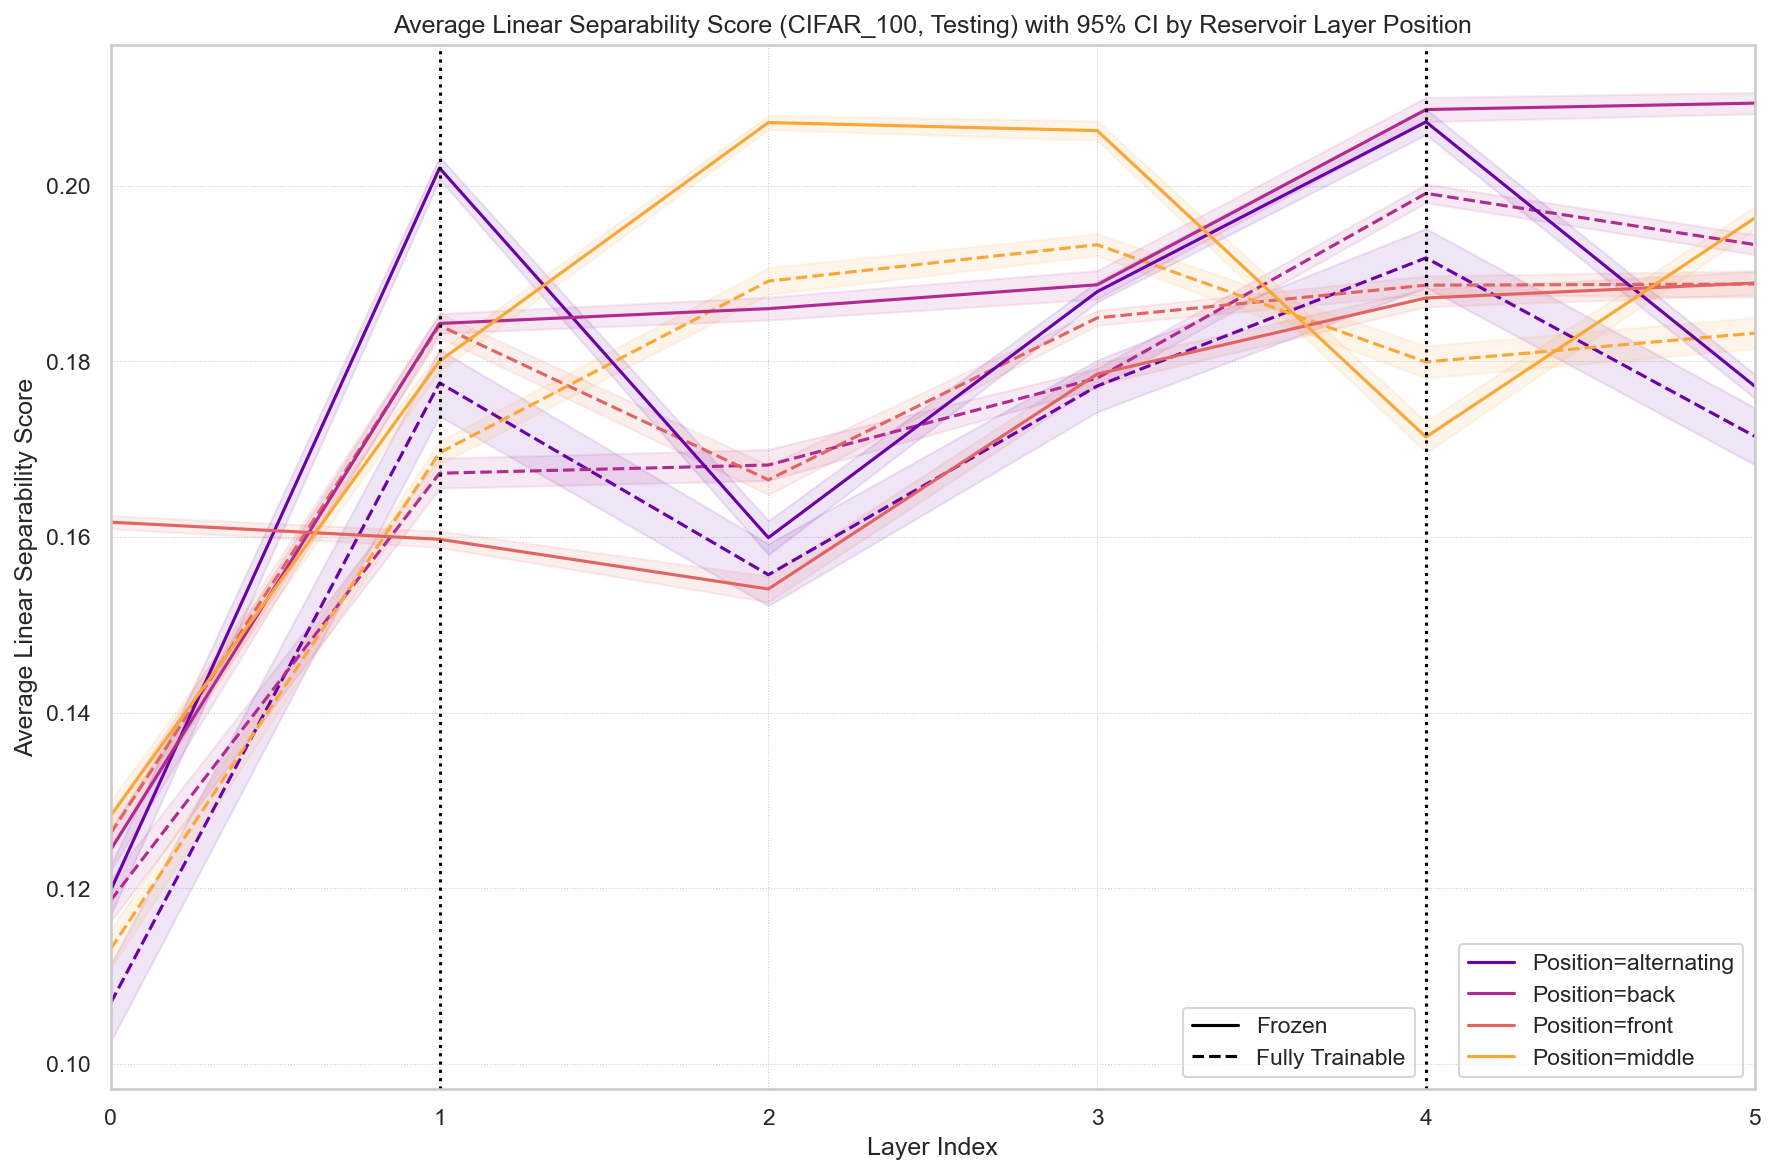 Average Linear Separability Score (CIFAR_100, Testing) with 95% CI by Reservoir Layer Position
Average Linear Separability Score
0.20
0.18
0.16
0.14
0.12
0.10
Frozen
Fully Trainable
Position=alternating
Position=back
Position=front
Position=middle
0 1 2 3 4 5
Layer Index